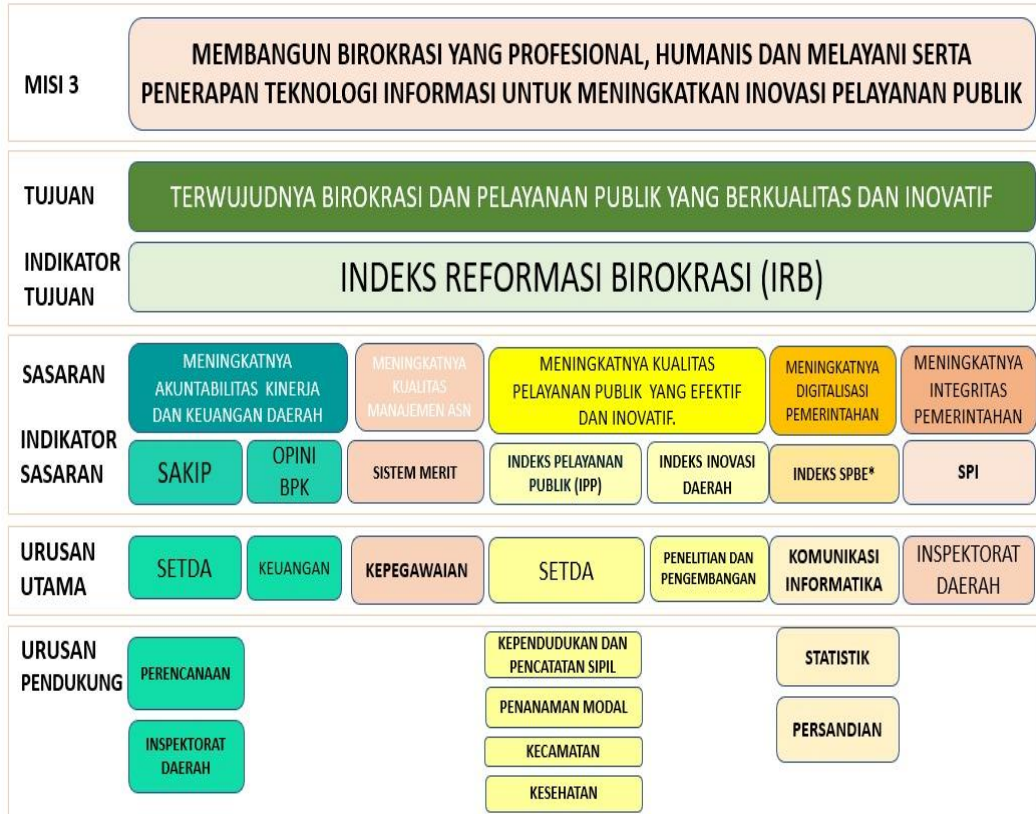 MISI 3
MEMBANGUN BIROKRASI YANG PROFESIONAL, HUMANIS DAN MELAYANI SERTA
PENERAPAN TEKNOLOGI INFORMASI UNTUK MENINGKATKAN INOVASI PELAYANAN PUBLIK
TUJUAN
TERWUJUDNYA BIROKRASI DAN PELAYANAN PUBLIK YANG BERKUALITAS DAN INOVATIF
INDIKATOR
TUJUAN
INDEKS REFORMASI BIROKRASI (IRB)
SASARAN
MENINGKATNYA
AKUNTABILITAS KINERJA
DAN KEUANGAN DAERAH
MENINGKATNYA
KUALITAS
MANAJEMEN ASN
MENINGKATNYA KUALITAS
PELAYANAN PUBLIK YANG EFEKTIF
DAN INOVATIF.
MENINGKATNYA
DIGITALISASI
PEMERINTAHAN
MENINGKATNYA
INTEGRITAS
PEMERINTAHAN
INDIKATOR
SASARAN
SAKIP
OPINI
BPK
SISTEM MERIT
INDEKS PELAYANAN
PUBLIK (IPP)
INDEKS INOVASI
DAERAH
INDEKS SPBE*
SPI
URUSAN
UTAMA
SETDA
KEUANGAN
KEPEGAWAIAN
SETDA
PENELITIAN DAN
PENGEMBANGAN
KOMUNIKASI
INFORMATIKA
INSPEKTORAT
DAERAH
URUSAN
PENDUKUNG
PERENCANAAN
INSPEKTORAT
DAERAH
KEPENDUDUKAN DAN
PENCATATAN SIPIL
PENANAMAN MODAL
KECAMATAN
KESEHATAN
STATISTIK
PERSANDIAN